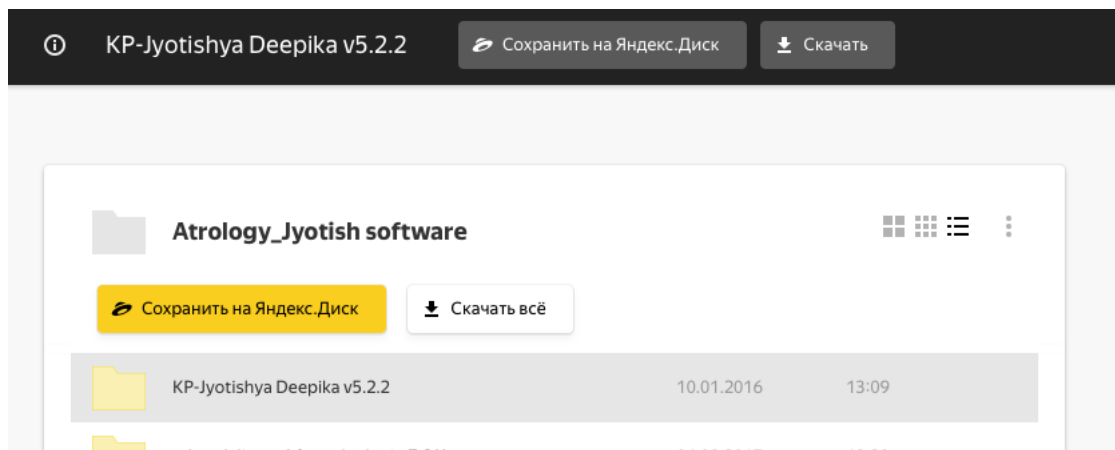 KP-Jyotishya Deepika v5.2.2 Сохранить на Яндекс.Диск Скачать
Atrology_Jyotish software
Сохранить на Яндекс.Диск Скачать всё
KP-Jyotishya Deepika v5.2.2 10.01.2016 13:09